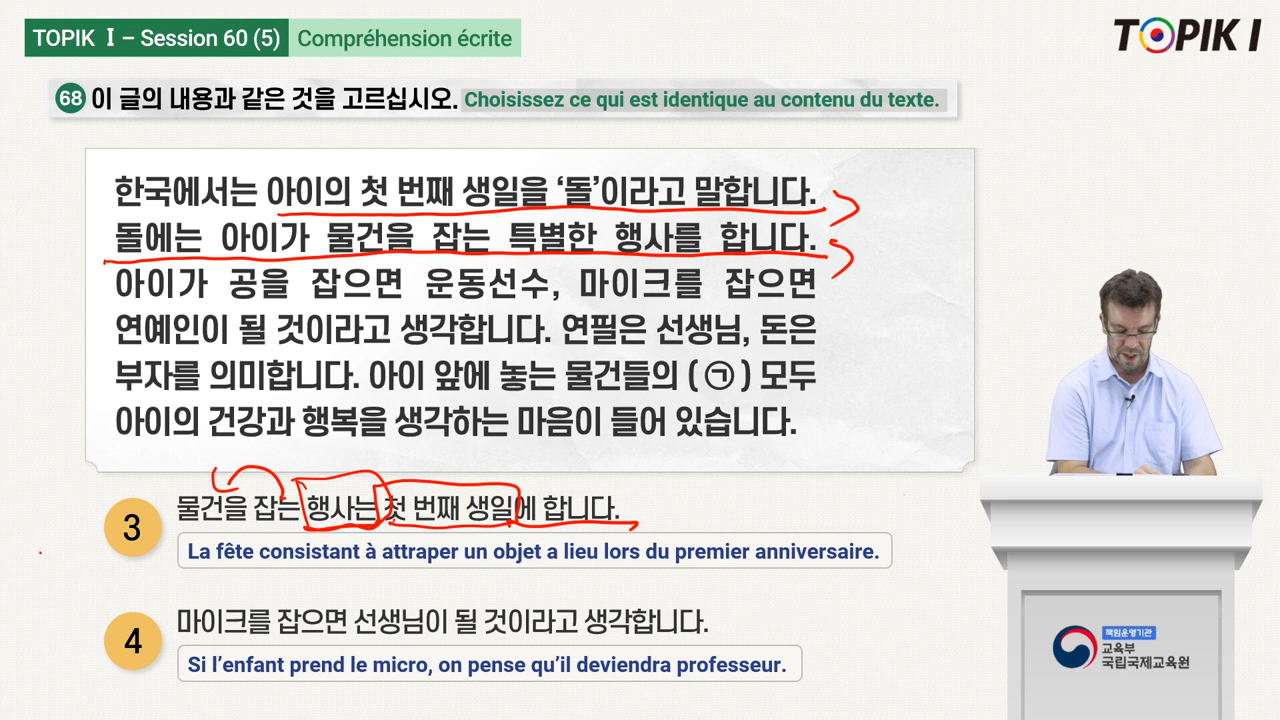 TOPIK Ⅰ – Session 60 (5) Compréhension écrite
TOPIK I
68 이 글의 내용과 같은 것을 고르십시오. Choisissez ce qui est identique au contenu du texte.
한국에서는 아이의 첫 번째 생일을 ‘돌’이라고 말합니다.
돌에는 아이가 물건을 잡는 특별한 행사를 합니다.
아이가 공을 잡으면 운동선수, 마이크를 잡으면
연예인이 될 것이라고 생각합니다. 연필은 선생님, 돈은
부자를 의미합니다. 아이 앞에 놓는 물건들의 ( ㉠ ) 모두
아이의 건강과 행복을 생각하는 마음이 들어 있습니다.
3 물건을 잡는 행사는 첫 번째 생일에 합니다.
La fête consistant à attraper un objet a lieu lors du premier anniversaire.
4 마이크를 잡으면 선생님이 될 것이라고 생각합니다.
Si l’enfant prend le micro, on pense qu’il deviendra professeur.
책임운영기관
교육부
국립국제교육원